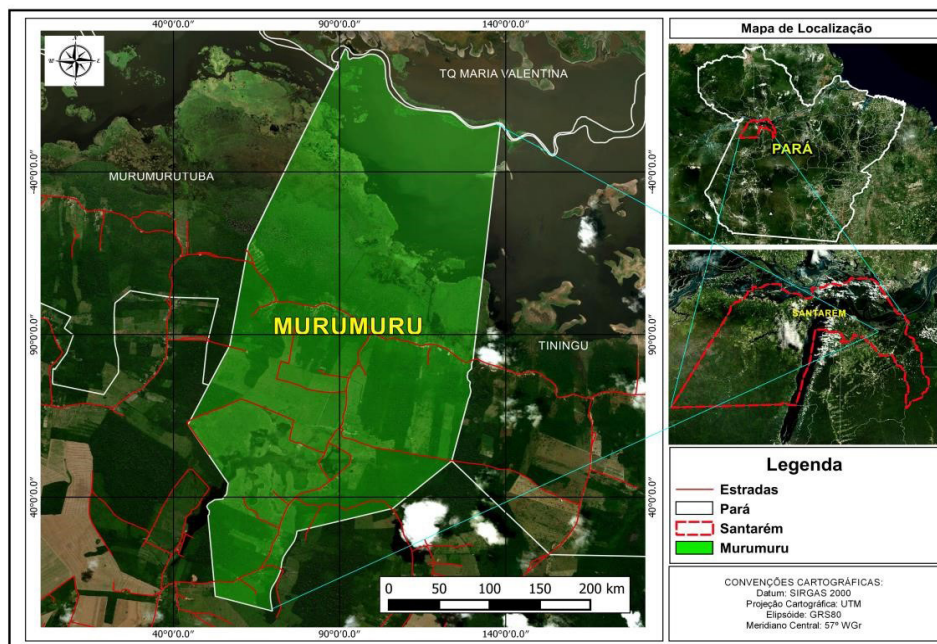 40°0'0.0"
90°0'0.0"
140°0'0.0"
Mapa de Localização
N
TQ MARIA VALENTINA
PARÁ
-40°0'0.0"
-40°0'0.0"
MURUMURUTUBA
SANTARÉM
MURUMURU
90°0'0.0"
90°0'0.0"
TININGU
Legenda
Estradas
Pará
Santarém
Murumuru
40°0'0.0"
40°0'0.0"
0 50 100 150 200 km
CONVENÇÕES CARTOGRÁFICAS:
Datum: SIRGAS 2000
Projeção Cartográfica: UTM
Elipsóide: GRS80
Meridiano Central: 57º WGr
40°0'0.0"
90°0'0.0"
140°0'0.0"